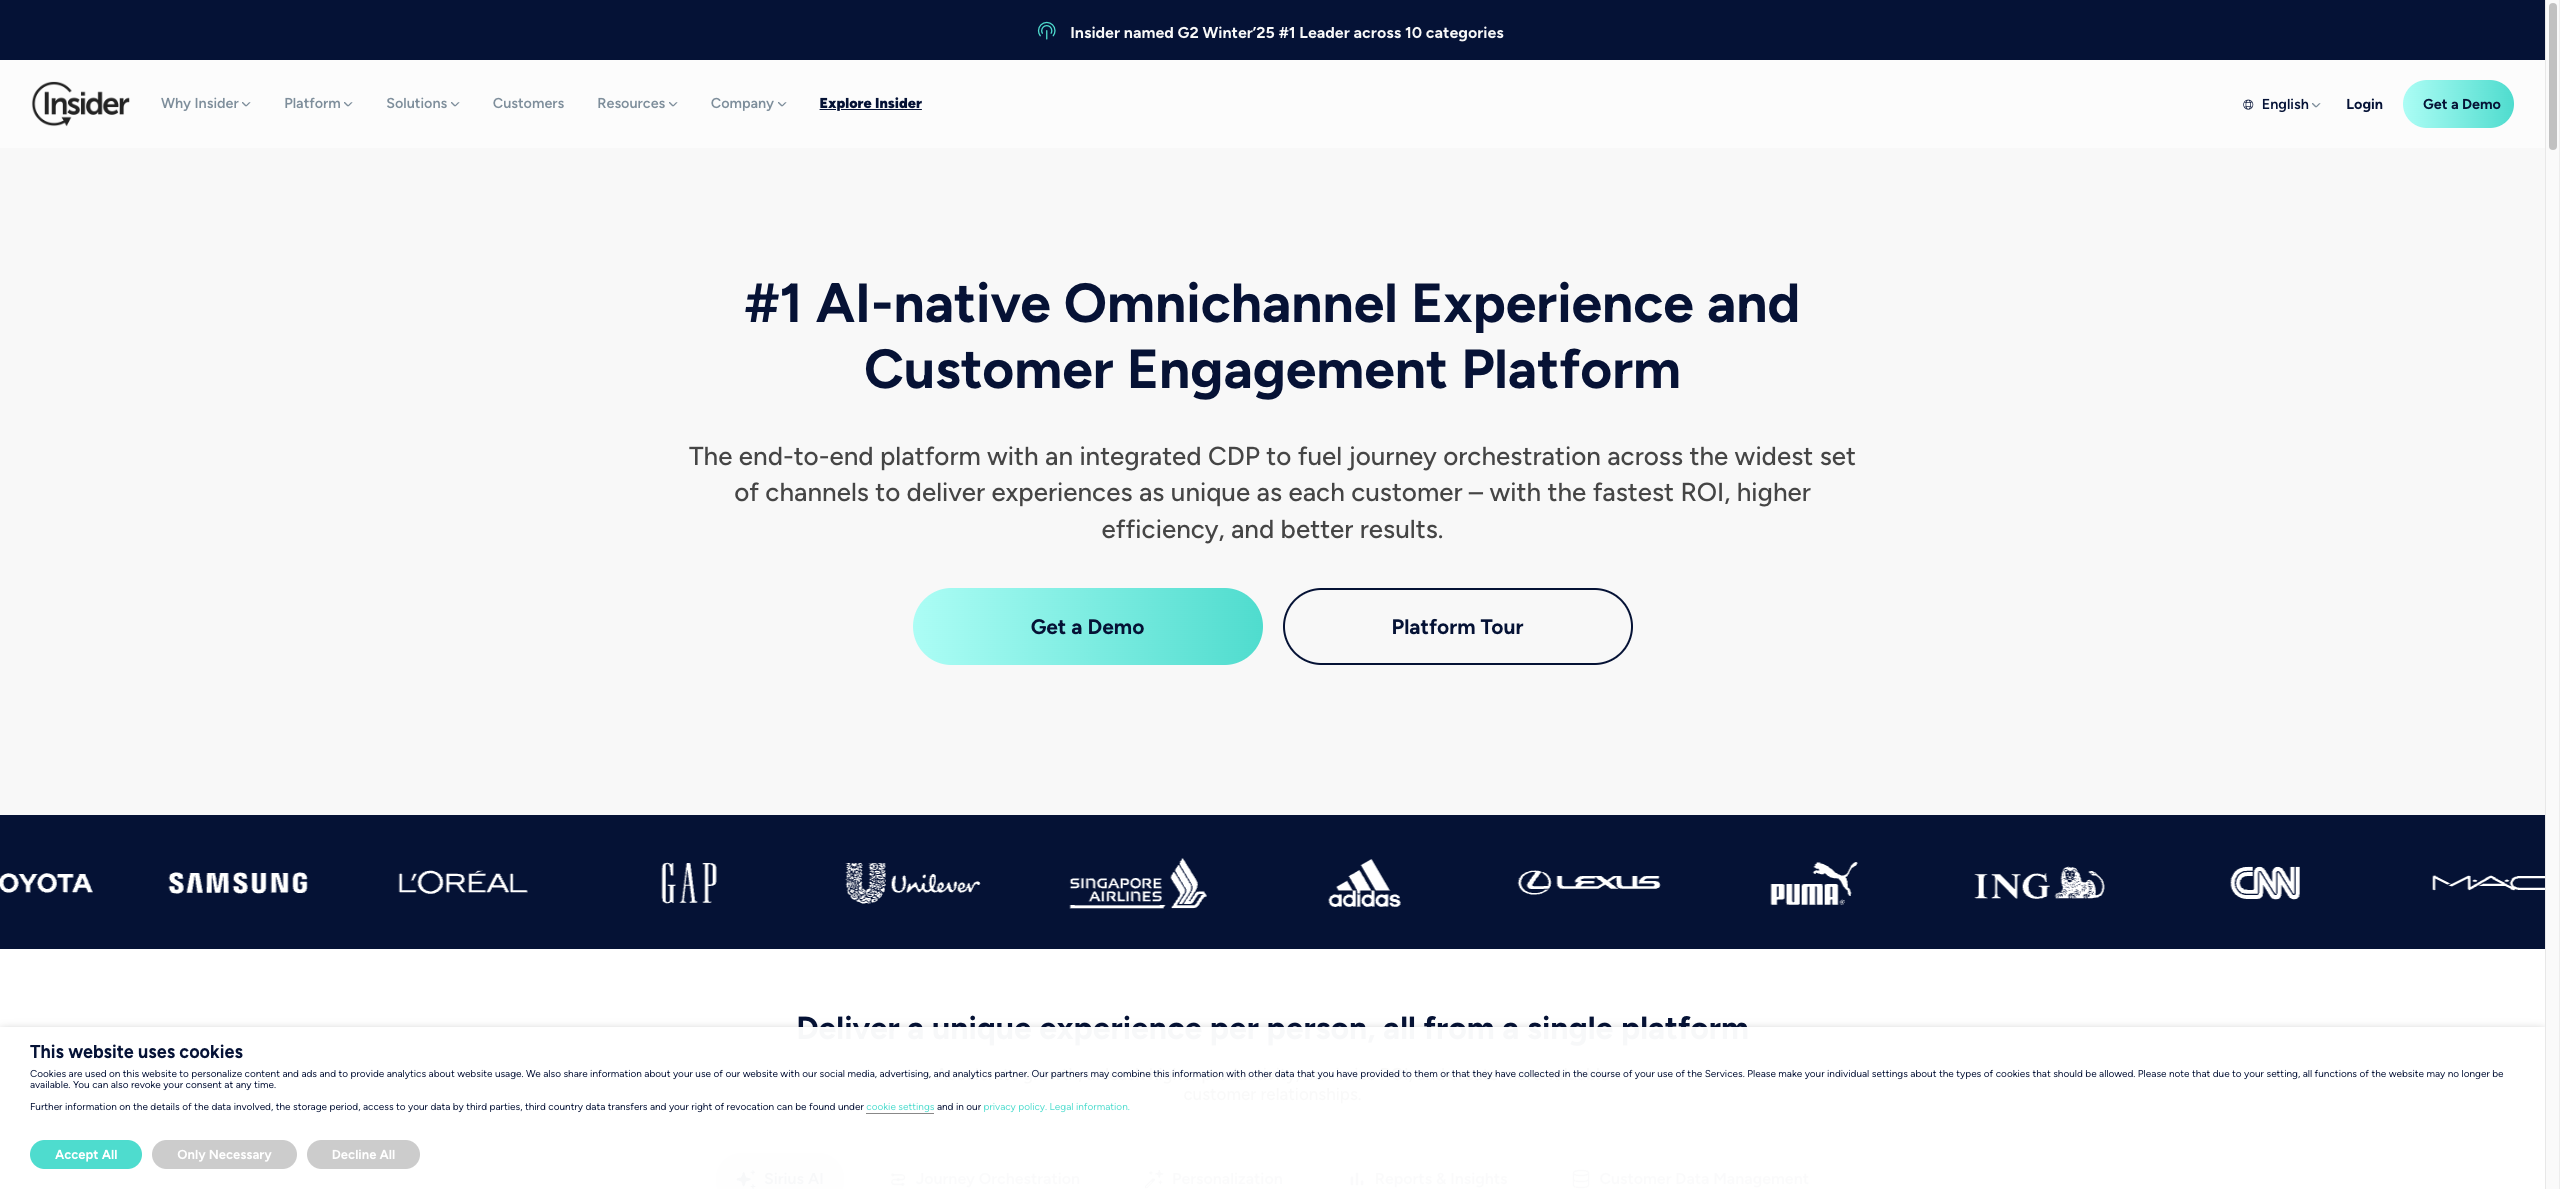 Insider named G2 Winter’25 #1 Leader across 10 categories
Insider
Why Insider
Platform
Solutions
Customers
Resources
Company
Explore Insider
English
Login
Get a Demo
#1 AI-native Omnichannel Experience and
Customer Engagement Platform
The end-to-end platform with an integrated CDP to fuel journey orchestration across the widest set
of channels to deliver experiences as unique as each customer – with the fastest ROI, higher
efficiency, and better results.
Get a Demo
Platform Tour
OYOTA
SAMSUNG
L'ORÉAL
GAP
Unilever
SINGAPORE
AIRLINES
adidas
LEXUS
PUMA
ING
CNN
MAC
Deliver a unique experience per person, all from a single platform
This website uses cookies
Cookies are used on this website to personalize content and ads and to provide analytics about website usage. We also share information about your use of our website with our social media, advertising, and analytics partner. Our partners may combine this information with other data that you have provided to them or that they have collected in the course of your use of the Services. Please make your individual settings about the types of cookies that should be allowed. Please note that due to your setting, all functions of the website may no longer be
available. You can also revoke your consent at any time.
customer relationships.
Further information on the details of the data involved, the storage period, access to your data by third parties, third country data transfers and your right of revocation can be found under cookie settings and in our privacy policy. Legal information.
Accept All
Only Necessary
Decline All
Sirius AI
Journey Orchestration
Personalization
Reports & Insights
Customer Data Management